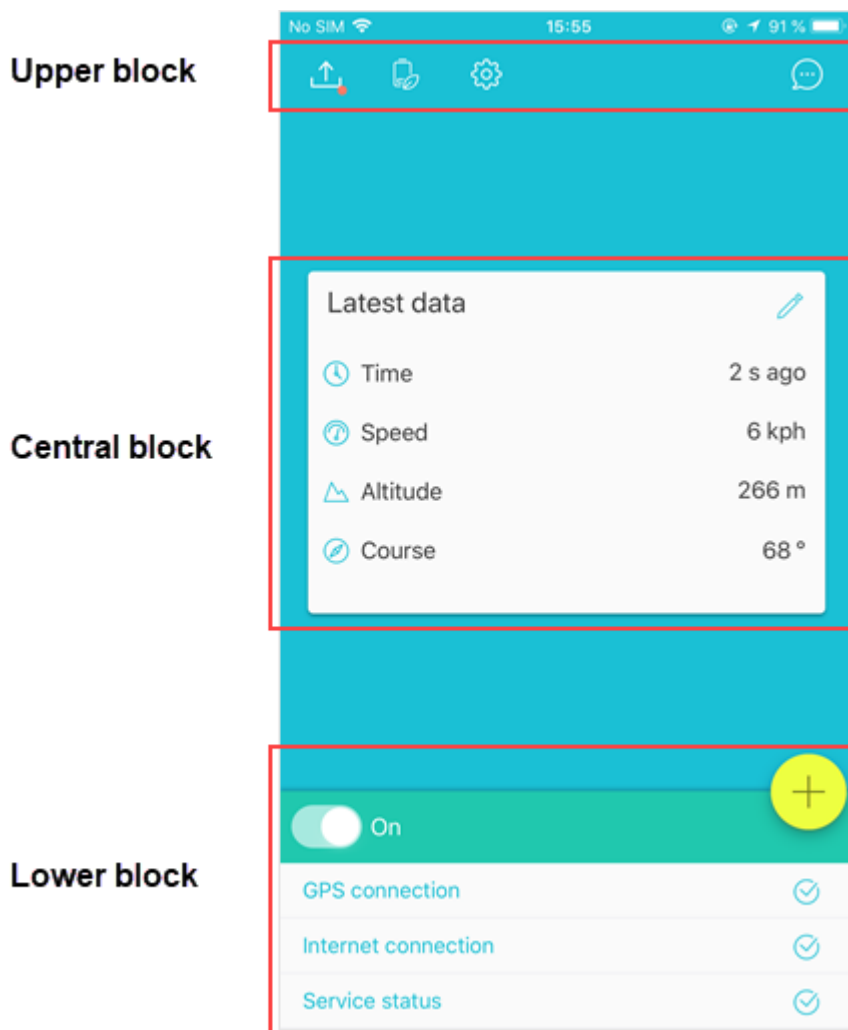 No SIM 15:55 91 %
Upper block
Latest data
Time 2 s ago
Speed 6 kph
Central block
Altitude 266 m
Course 68 °
On
Lower block
GPS connection
Internet connection
Service status